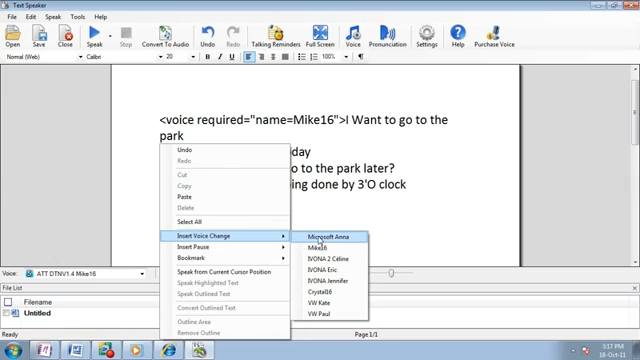 Text Speaker
File Edit Speak Tools Help
Open Save Speak Stop Convert To Audio Undo Redo Talking Reminders Full Screen Voice Pronunciation Settings Help Purchase Voice
Normal (Web) Calibri 20 B I U 100%
<voice required="name=Mike16">I Want to go to the
park
day
o to the park later?
ing done by 3'O clock
Undo
Redo
Cut
Copy
Paste
Delete
Select All
Insert Voice Change
Insert Pause
Bookmark
Speak from Current Cursor Position
Speak Highlighted Text
Speak Outlined Text
Convert Outlined Text
Outline Area
Remove Outline
Microsoft Anna
Mike16
IVONA 2 Céline
IVONA Eric
IVONA Jennifer
Crystal16
VW Kate
VW Paul
Voice: ATT DTNV1.4 Mike16
File List
Filename
Untitled
Page 1/1
3:17 PM
18-Oct-11